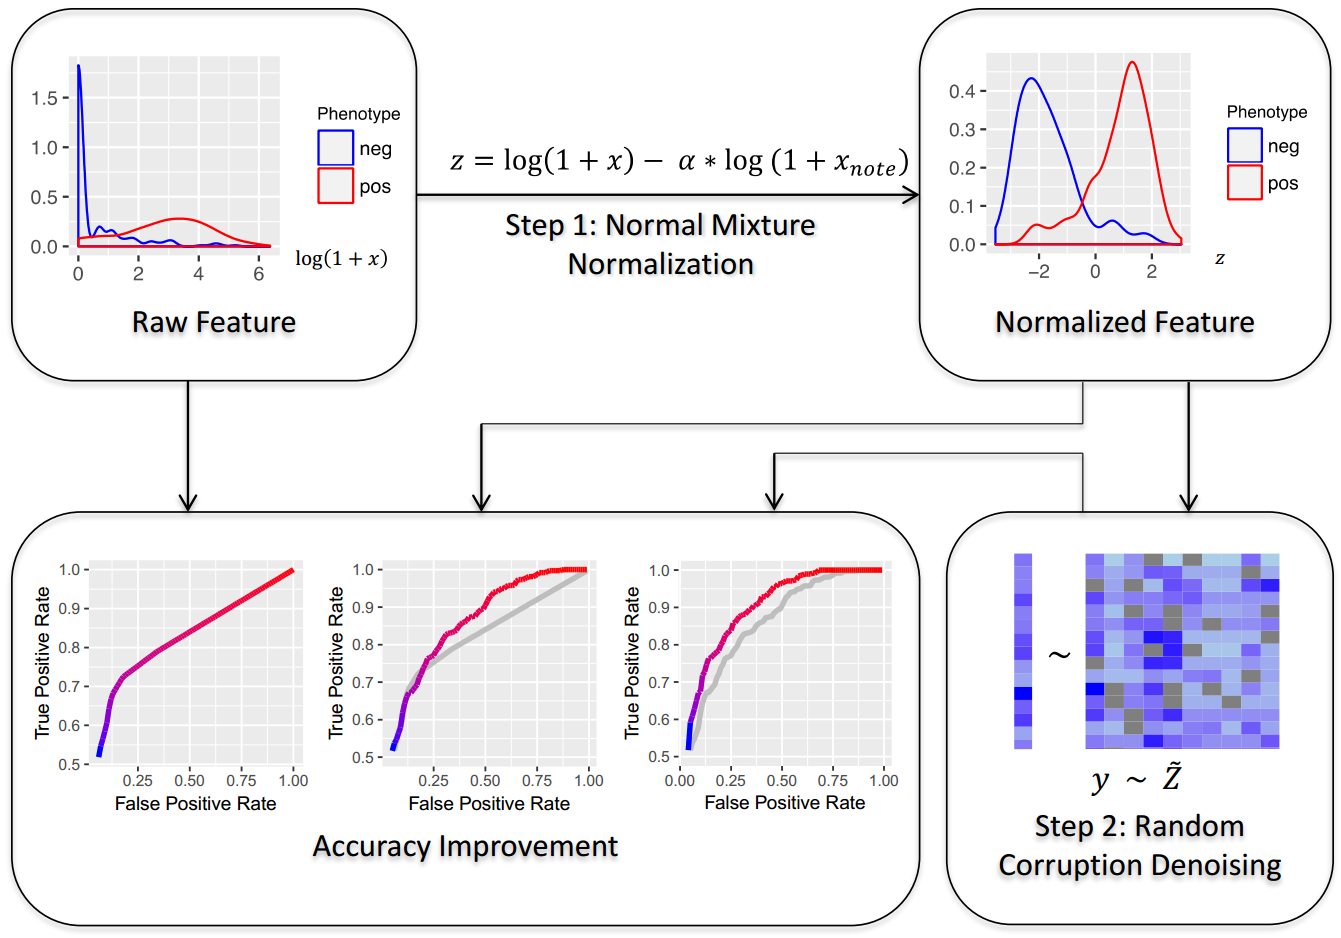 1.5
1.0
0.5
0.0
0 2 4 6
log(1 + x)
Phenotype
neg
pos
Raw Feature
z = log(1 + x) − α ∗ log (1 + x_note)
Step 1: Normal Mixture
Normalization
0.4
0.3
0.2
0.1
0.0
−2 0 2
z
Phenotype
neg
pos
Normalized Feature
True Positive Rate
1.0
0.9
0.8
0.7
0.6
0.5
0.25 0.50 0.75 1.00
False Positive Rate
True Positive Rate
1.0
0.9
0.8
0.7
0.6
0.5
0.25 0.50 0.75 1.00
False Positive Rate
True Positive Rate
1.0
0.9
0.8
0.7
0.6
0.5
0.00 0.25 0.50 0.75 1.00
False Positive Rate
Accuracy Improvement
~
y ~ Z̃
Step 2: Random
Corruption Denoising